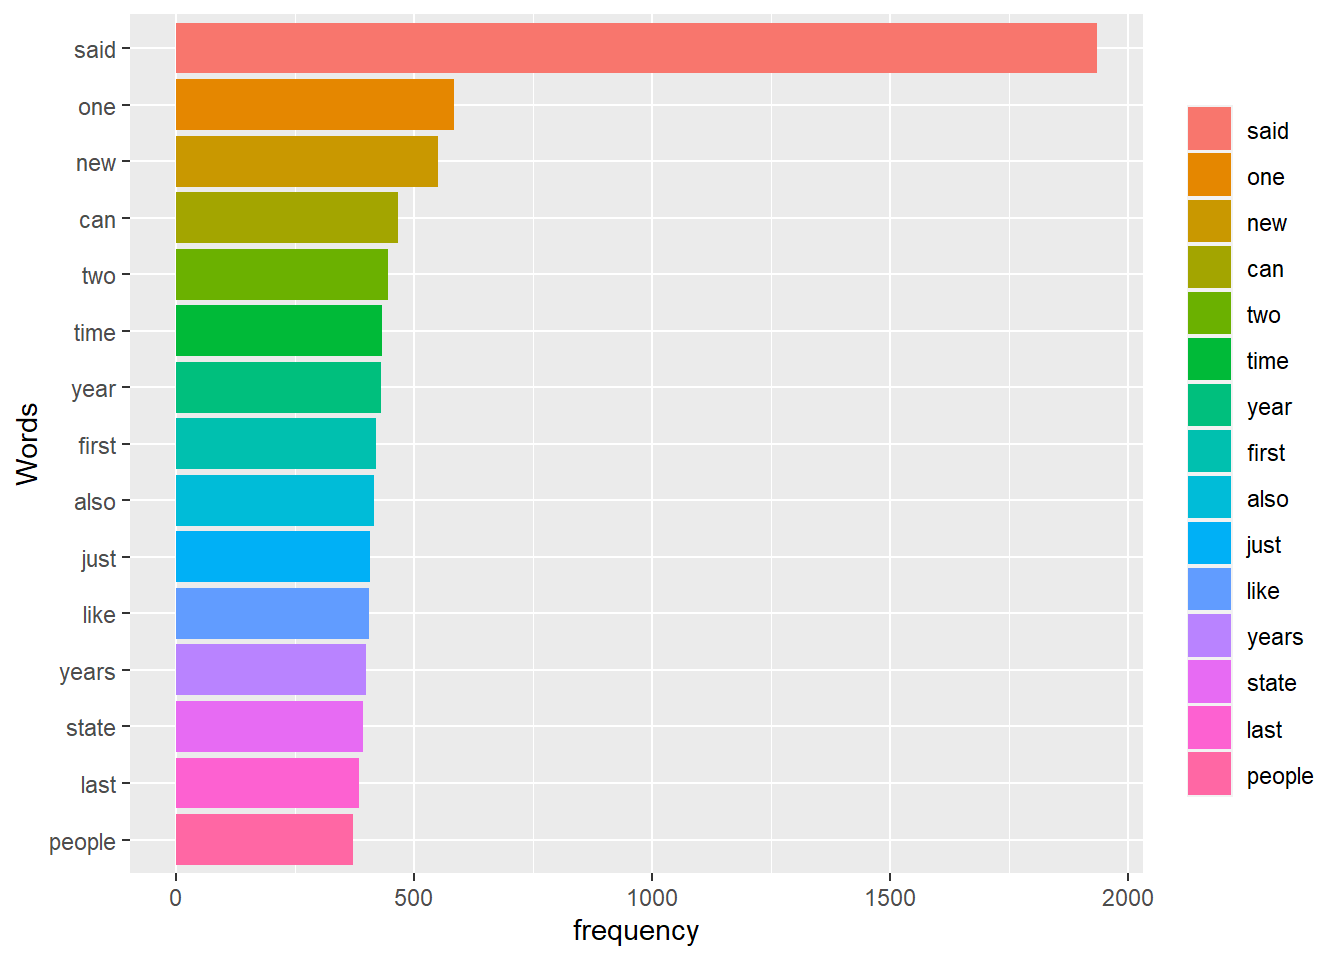 said
one
new
can
two
time
year
first
also
just
like
years
state
last
people
Words
0 500 1000 1500 2000
frequency
said
one
new
can
two
time
year
first
also
just
like
years
state
last
people